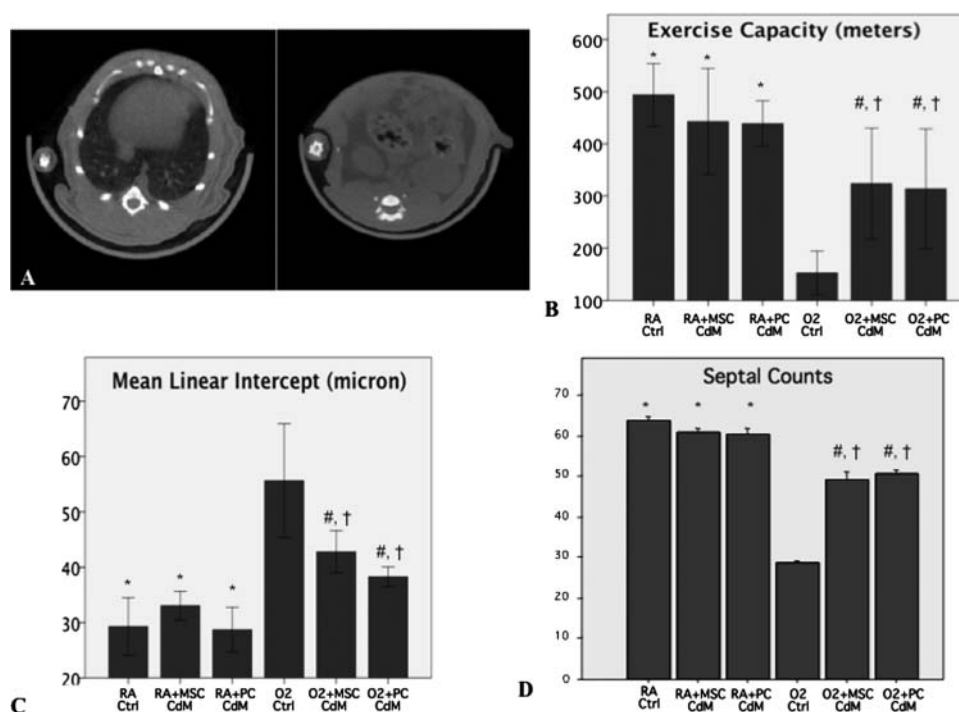 A
B
Exercise Capacity (meters)
600
500
400
300
200
100
* * * #, † #, †
RA RA+MSC RA+PC O2 O2+MSC O2+PC
Ctrl CdM CdM Ctrl CdM CdM
C
Mean Linear Intercept (micron)
70
60
50
40
30
20
* * * #, † #, †
RA RA+MSC RA+PC O2 O2+MSC O2+PC
Ctrl CdM CdM Ctrl CdM CdM
D
Septal Counts
70
60
50
40
30
20
10
0
* * * #, † #, †
RA RA+MSC RA+PC O2 O2+MSC O2+PC
Ctrl CdM CdM Ctrl CdM CdM